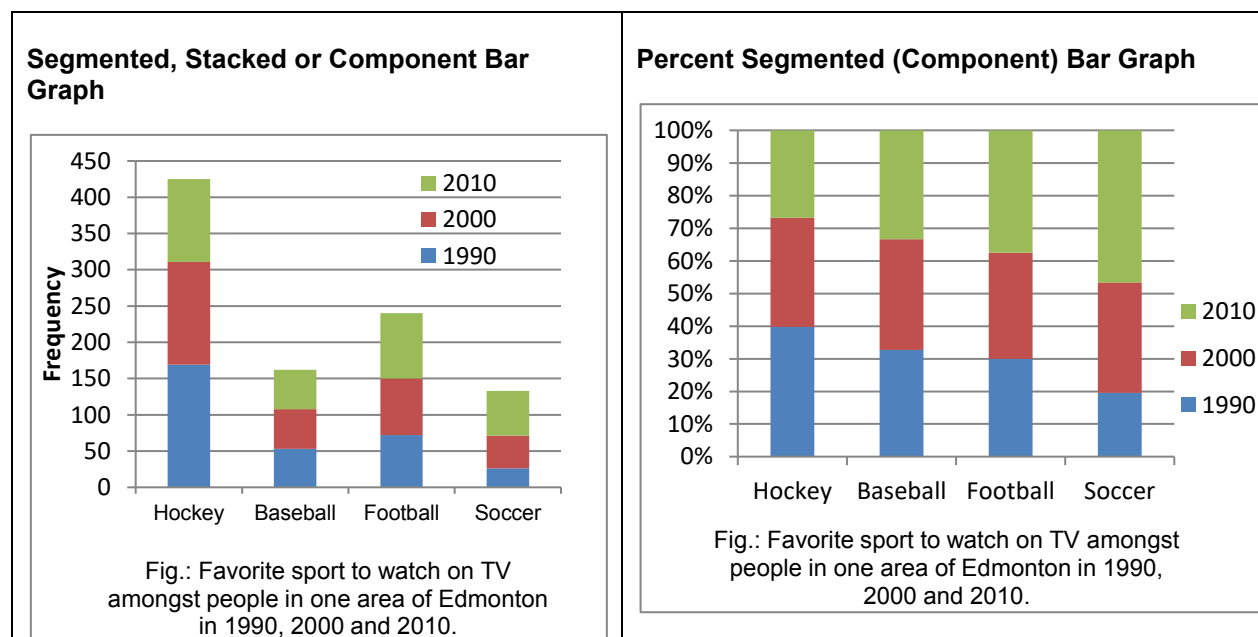 Segmented, Stacked or Component Bar
Graph
450
400
350
300
250
200
150
100
50
0
Frequency
2010
2000
1990
Hockey Baseball Football Soccer
Fig.: Favorite sport to watch on TV
amongst people in one area of Edmonton
in 1990, 2000 and 2010.
Percent Segmented (Component) Bar Graph
100%
90%
80%
70%
60%
50%
40%
30%
20%
10%
0%
2010
2000
1990
Hockey Baseball Football Soccer
Fig.: Favorite sport to watch on TV amongst
people in one area of Edmonton in 1990,
2000 and 2010.